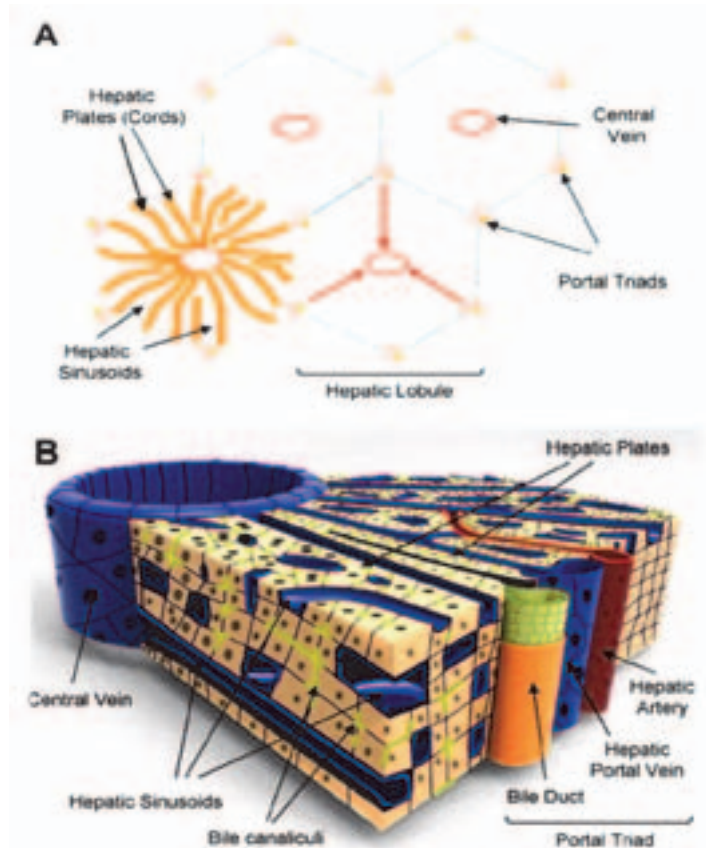 A
Hepatic
Plates (Cords)
Central
Vein
Portal Triads
Hepatic
Sinusoids
Hepatic Lobule
B
Hepatic Plates
Central Vein
Hepatic
Artery
Hepatic
Portal Vein
Hepatic Sinusoids
Bile Duct
Bile canaliculi
Portal Triad